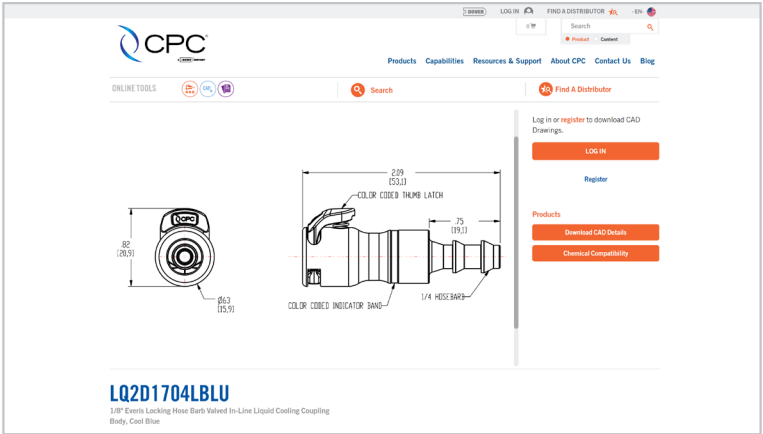 DOVER
LOG IN
FIND A DISTRIBUTOR
- EN-
0
Search
Product
Content
CPC
Products
Capabilities
Resources & Support
About CPC
Contact Us
Blog
ONLINE TOOLS
CAD
Search
Find A Distributor
Log in or register to download CAD
Drawings.
LOG IN
Register
Products
Download CAD Details
Chemical Compatibility
2.09
[53,1]
COLOR CODED THUMB LATCH
.75
[19,1]
CPC
.82
[20,9]
Ø.63
[15,9]
COLOR CODED INDICATOR BAND
1/4 HOSEBARB
LQ2D1704LBLU
1/8" Everis Locking Hose Barb Valved In-Line Liquid Cooling Coupling
Body, Cool Blue